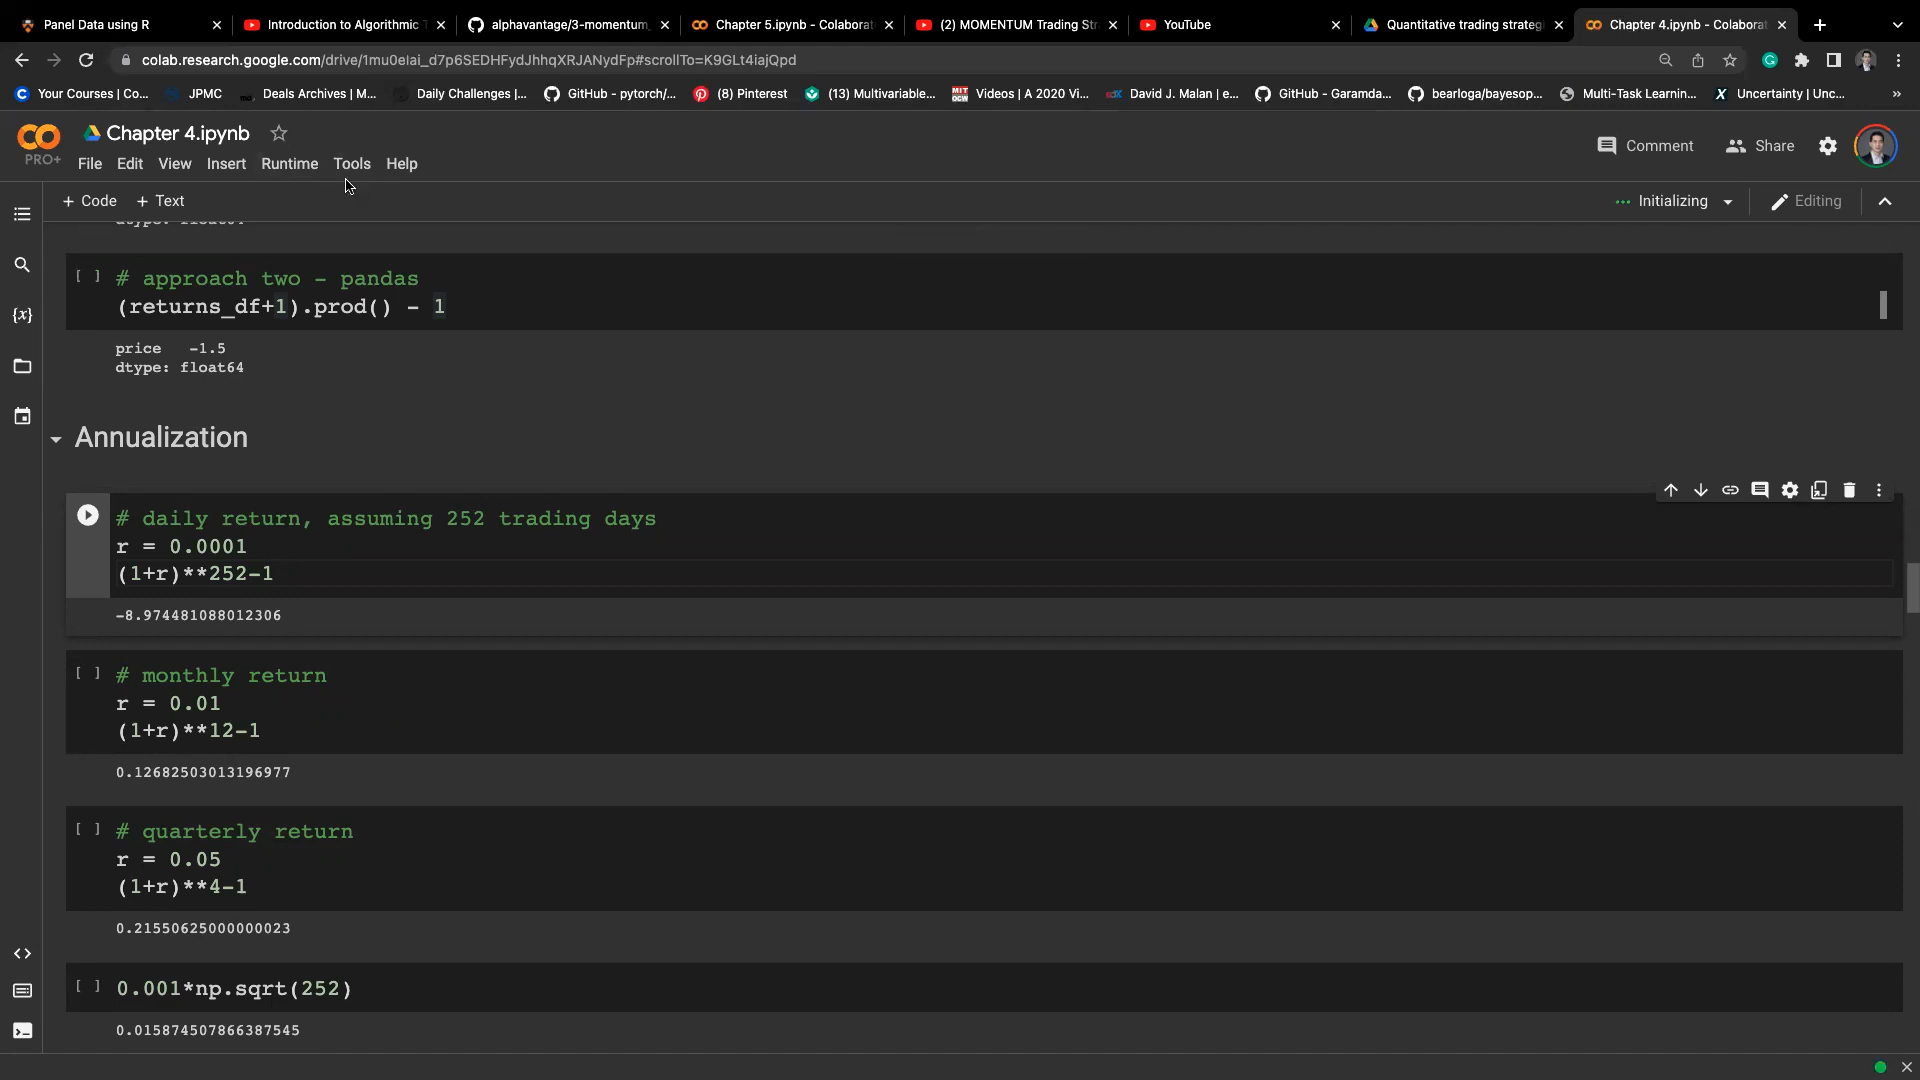 Panel Data using R
Introduction to Algorithmic T
alphavantage/3-momentum_
Chapter 5.ipynb - Colaborat
(2) MOMENTUM Trading Str
YouTube
Quantitative trading strategi
Chapter 4.ipynb - Colaborat
colab.research.google.com/drive/1mu0eIai_d7p6SEDHFydJhhqXRJANydFp#scrollTo=K9GLt4iajQpd
Your Courses | Co...
JPMC
Deals Archives | M...
Daily Challenges |...
GitHub - pytorch/...
(8) Pinterest
(13) Multivariable...
MIT OCW
Videos | A 2020 Vi...
David J. Malan | e...
GitHub - Garamda...
bearloga/bayesop...
Multi-Task Learnin...
Uncertainty | Unc...
»
PRO+
Chapter 4.ipynb
File Edit View Insert Runtime Tools Help
Comment
Share
+ Code + Text
Initializing
Editing
dtype: float64
[ ] # approach two - pandas
(returns_df+1).prod() - 1
price -1.5
dtype: float64
Annualization
# daily return, assuming 252 trading days
r = 0.0001
(1+r)**252-1
-8.974481088012306
[ ] # monthly return
r = 0.01
(1+r)**12-1
0.12682503013196977
[ ] # quarterly return
r = 0.05
(1+r)**4-1
0.21550625000000023
[ ] 0.001*np.sqrt(252)
0.015874507866387545